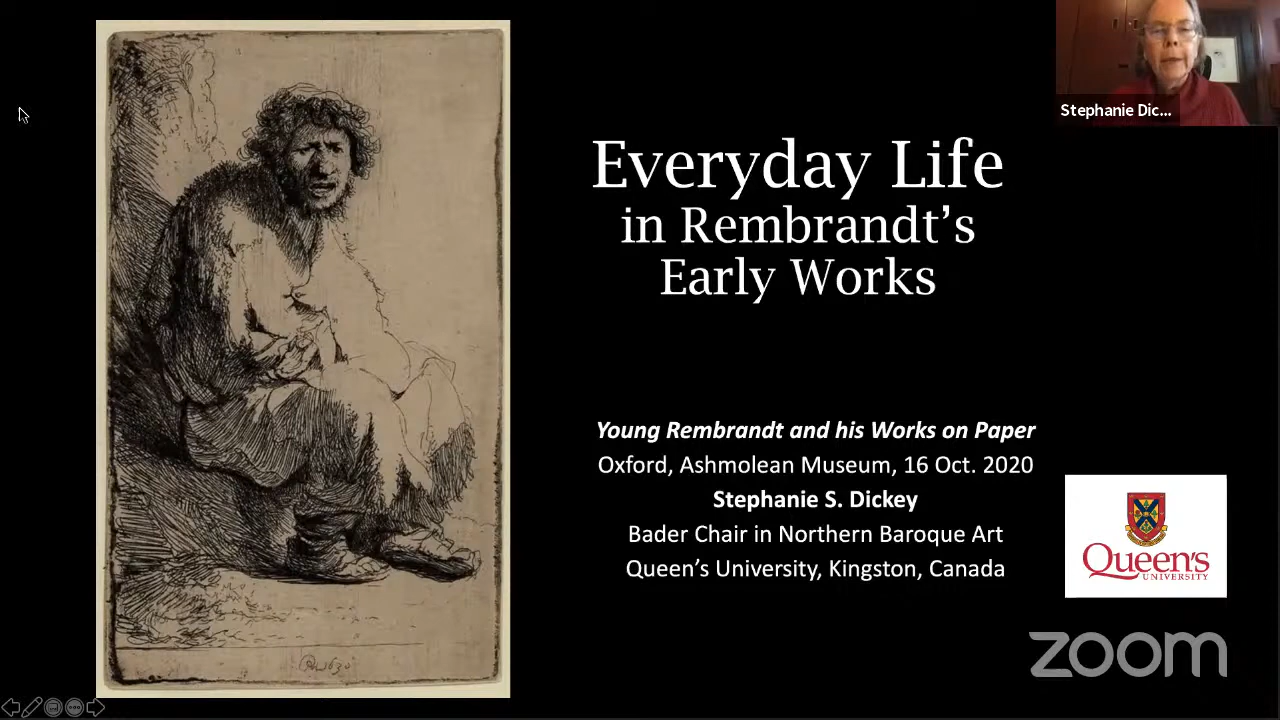 Everyday Life
in Rembrandt's
Early Works
Young Rembrandt and his Works on Paper
Oxford, Ashmolean Museum, 16 Oct. 2020
Stephanie S. Dickey
Bader Chair in Northern Baroque Art
Queen's University, Kingston, Canada
Stephanie Dic...
Queen's
UNIVERSITY
zoom